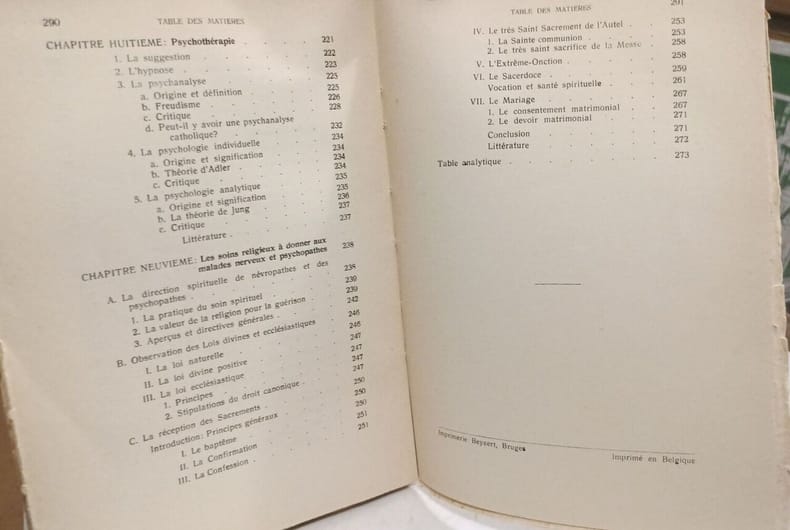 290
TABLE DES MATIÈRES
CHAPITRE HUITIÈME: Psychothérapie . . . 221
1. La suggestion . . . 222
2. L'hypnose . . . 223
3. La psychanalyse . . . 225
a. Origine et définition . . . 225
b. Freudisme . . . 226
c. Critique . . . 228
d. Peut-il y avoir une psychanalyse
catholique? . . . 232
4. La psychologie individuelle . . . 234
a. Origine et signification . . . 234
b. Théorie d'Adler . . . 234
c. Critique . . . 234
5. La psychologie analytique . . . 235
a. Origine et signification . . . 235
b. La théorie de Jung . . . 236
c. Critique . . . 237
Littérature . . . 237
CHAPITRE NEUVIÈME: Les soins religieux à donner aux
malades nerveux et psychopathes . . . 238
A. La direction spirituelle de névropathes et des
psychopathes . . . 238
1. La pratique du soin spirituel . . . 239
2. La valeur de la religion pour la guérison . . . 239
3. Aperçus et directives générales . . . 242
B. Observation des Lois divines et ecclésiastiques . . . 246
I. La loi naturelle . . . 246
II. La loi divine positive . . . 247
III. La loi ecclésiastique . . . 247
1. Principes . . . 247
2. Stipulations du droit canonique . . . 247
C. La réception des Sacrements . . . 250
Introduction: Principes généraux . . . 250
I. Le baptême . . . 250
II. La Confirmation . . . 251
III. La Confession . . . 251
TABLE DES MATIÈRES
291
IV. Le très Saint Sacrement de l'Autel . . . 253
1. La Sainte communion . . . 253
2. Le très saint sacrifice de la Messe . . . 258
V. L'Extrême-Onction . . . 258
VI. Le Sacerdoce . . . 259
Vocation et santé spirituelle . . . 261
VII. Le Mariage . . . 267
1. Le consentement matrimonial . . . 267
2. Le devoir matrimonial . . . 271
Conclusion . . . 271
Littérature . . . 272
Table analytique . . . 273
Imprimerie Beyaert, Bruges
Imprimé en Belgique